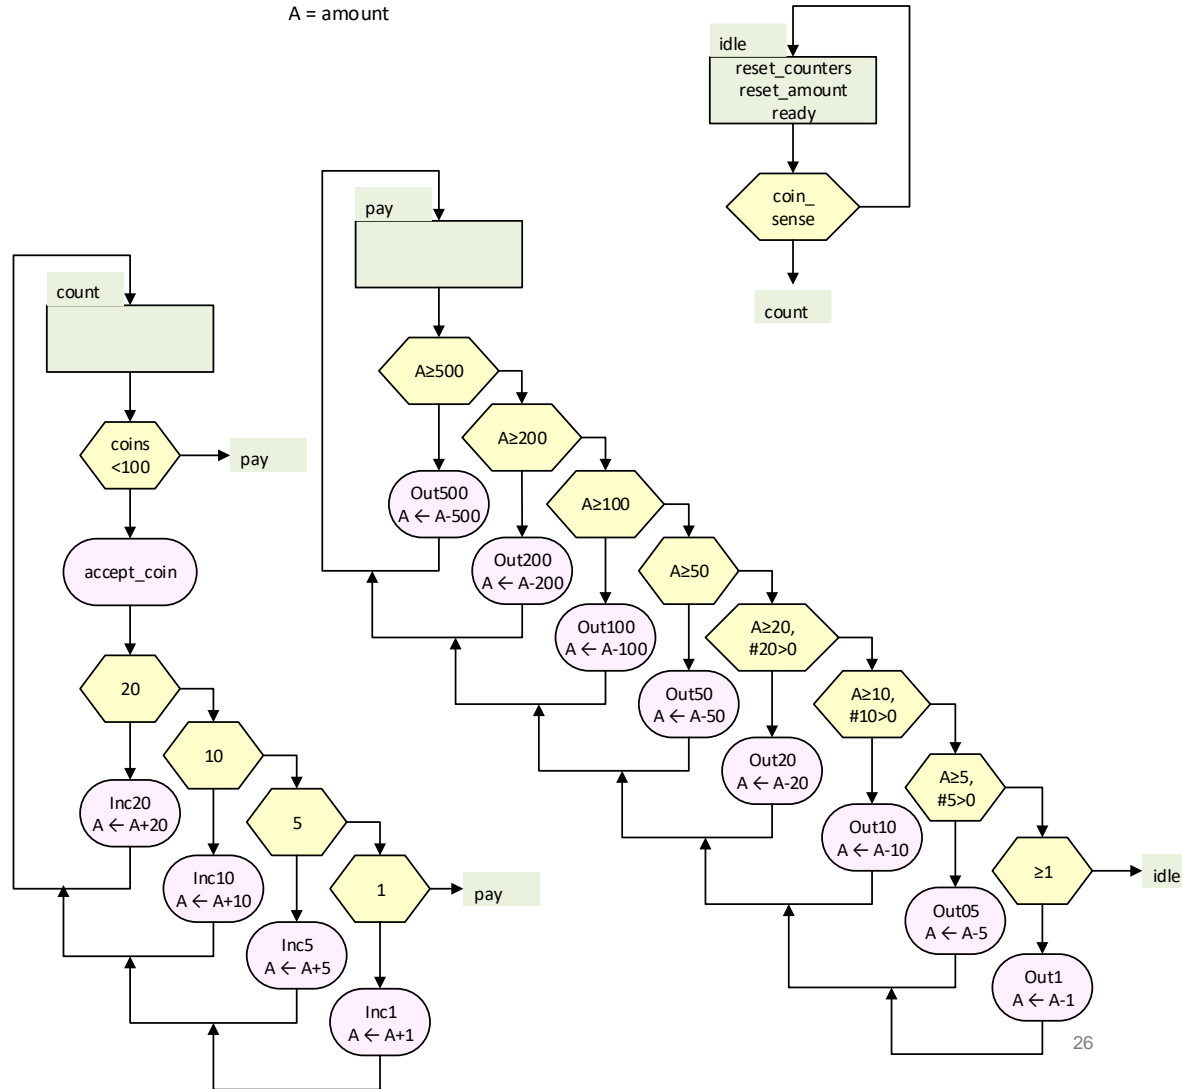 A = amount
idle
reset_counters
reset_amount
ready
coin_
sense
count
pay
A≥500
Out500
A ← A-500
A≥200
Out200
A ← A-200
A≥100
Out100
A ← A-100
A≥50
Out50
A ← A-50
A≥20,
#20>0
Out20
A ← A-20
A≥10,
#10>0
Out10
A ← A-10
A≥5,
#5>0
Out05
A ← A-5
≥1
idle
Out1
A ← A-1
count
coins
<100
pay
accept_coin
20
Inc20
A ← A+20
10
Inc10
A ← A+10
5
Inc5
A ← A+5
1
pay
Inc1
A ← A+1
26